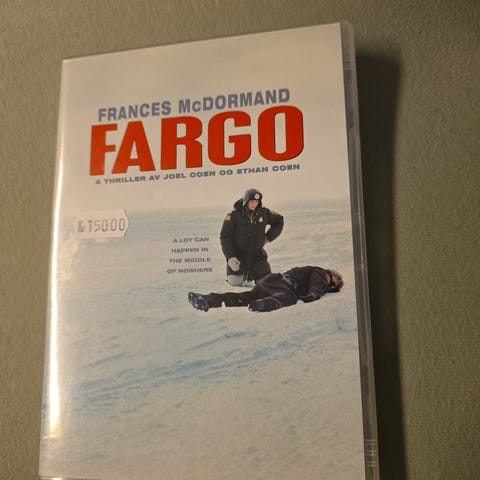 FRANCES McDORMAND
FARGO
A THRILLER AV JOEL COEN OG ETHAN COEN
150.00
A LOT CAN
HAPPEN IN
THE MIDDLE
OF NOWHERE